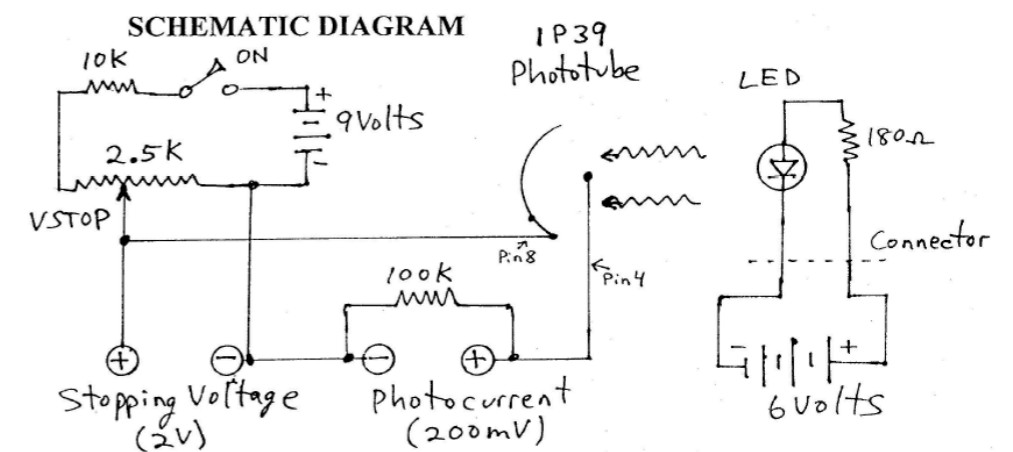 SCHEMATIC DIAGRAM
10K
ON
+
9Volts
-
2.5K
VSTOP
1P39
Phototube
Pin8
Pin4
100K
+
-
-
+
Stopping Voltage
(2V)
Photocurrent
(200mV)
LED
180Ω
Connector
-
+
6Volts